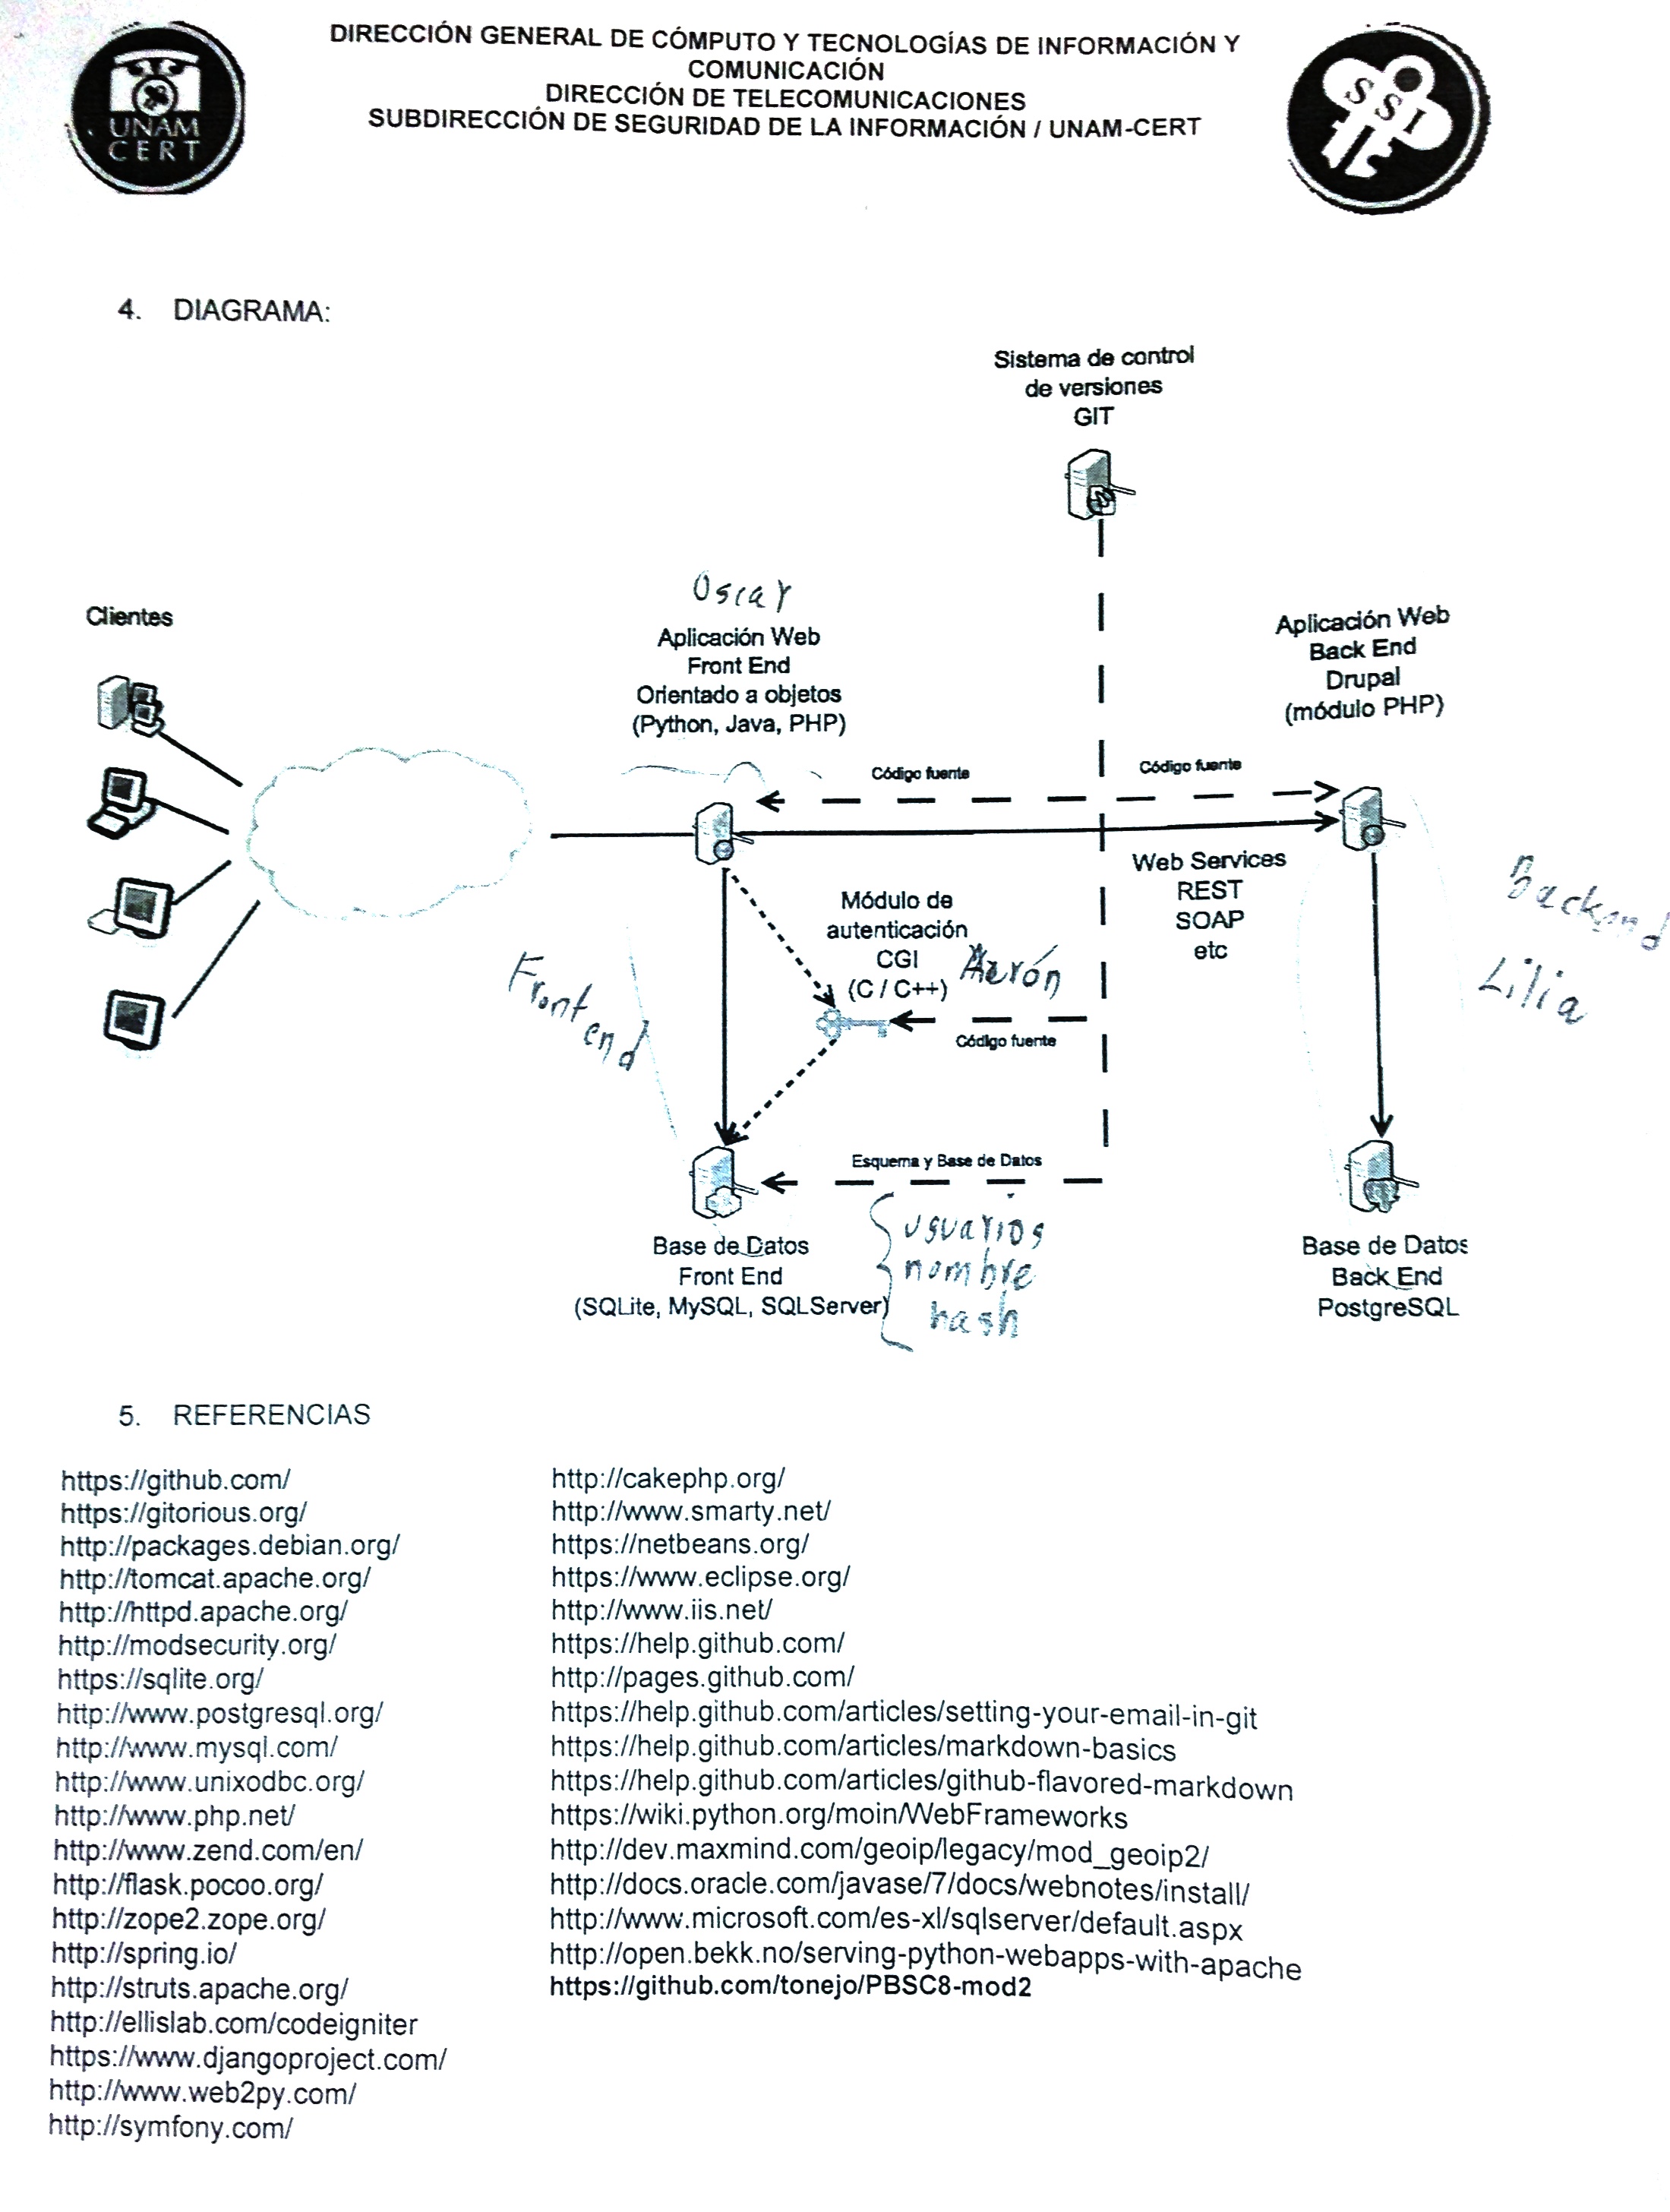 DIRECCIÓN GENERAL DE CÓMPUTO Y TECNOLOGÍAS DE INFORMACIÓN Y
COMUNICACIÓN
DIRECCIÓN DE TELECOMUNICACIONES
SUBDIRECCIÓN DE SEGURIDAD DE LA INFORMACIÓN / UNAM-CERT
UNAM
CERT
SSI
4. DIAGRAMA:
Sistema de control
de versiones
GIT
Oscar
Clientes
Aplicación Web
Front End
Orientado a objetos
(Python, Java, PHP)
Aplicación Web
Back End
Drupal
(módulo PHP)
Código fuente
Código fuente
Web Services
REST
SOAP
etc
Backend
Lilia
Módulo de
autenticación
CGI
(C / C++)
Aarón
Frontend
Código fuente
Esquema y Base de Datos
usuarios
nombre
hash
Base de Datos
Front End
(SQLite, MySQL, SQLServer)
Base de Datos
Back End
PostgreSQL
5. REFERENCIAS
https://github.com/
https://gitorious.org/
http://packages.debian.org/
http://tomcat.apache.org/
http://httpd.apache.org/
http://modsecurity.org/
https://sqlite.org/
http://www.postgresql.org/
http://www.mysql.com/
http://www.unixodbc.org/
http://www.php.net/
http://www.zend.com/en/
http://flask.pocoo.org/
http://zope2.zope.org/
http://spring.io/
http://struts.apache.org/
http://ellislab.com/codeigniter
https://www.djangoproject.com/
http://www.web2py.com/
http://symfony.com/
http://cakephp.org/
http://www.smarty.net/
https://netbeans.org/
https://www.eclipse.org/
http://www.iis.net/
https://help.github.com/
http://pages.github.com/
https://help.github.com/articles/setting-your-email-in-git
https://help.github.com/articles/markdown-basics
https://help.github.com/articles/github-flavored-markdown
https://wiki.python.org/moin/WebFrameworks
http://dev.maxmind.com/geoip/legacy/mod_geoip2/
http://docs.oracle.com/javase/7/docs/webnotes/install/
http://www.microsoft.com/es-xl/sqlserver/default.aspx
http://open.bekk.no/serving-python-webapps-with-apache
https://github.com/tonejo/PBSC8-mod2